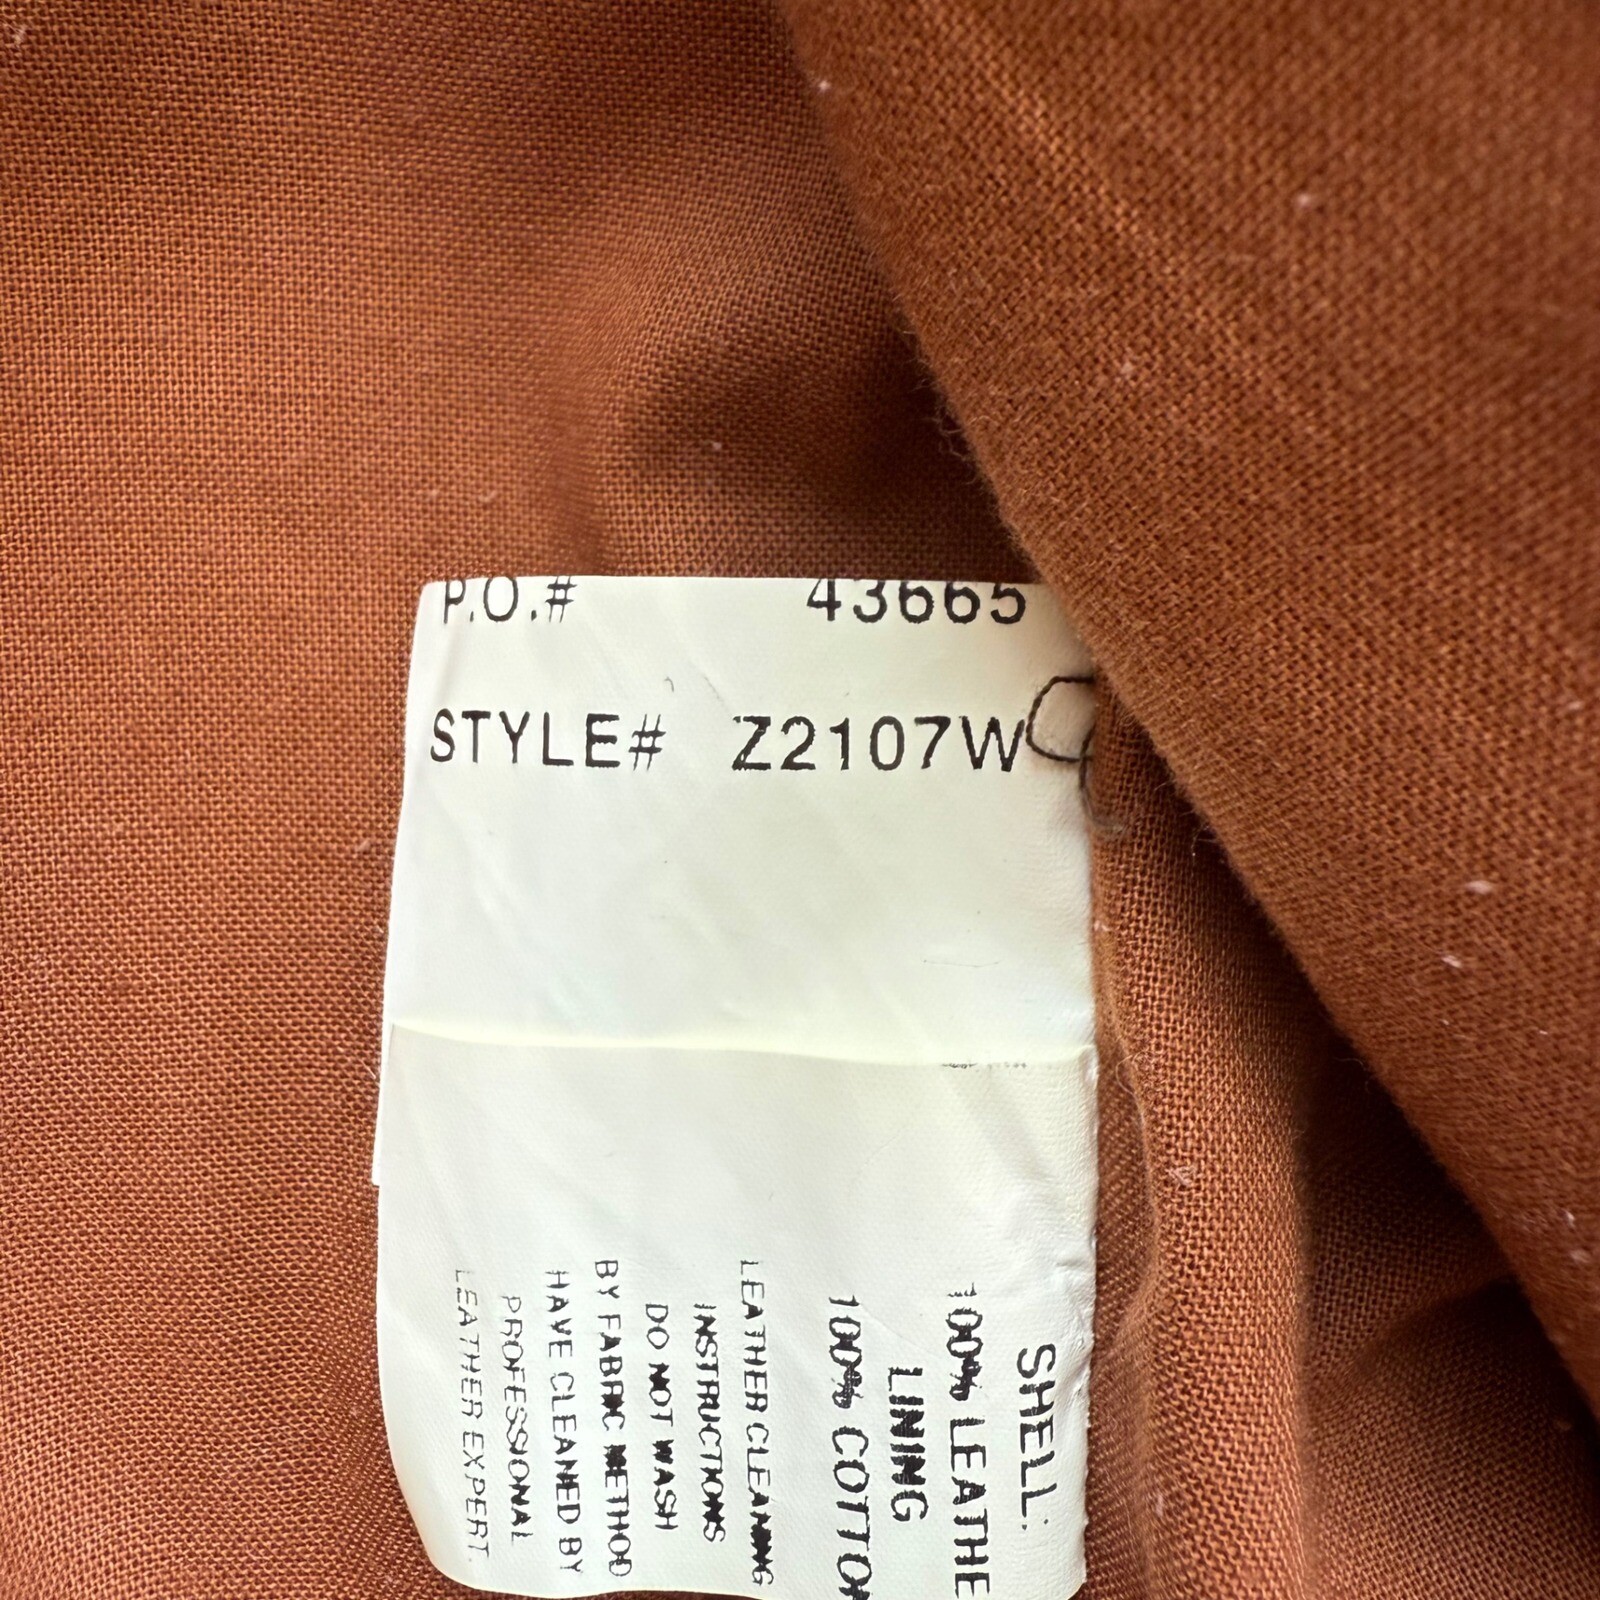 P.O.# 43665
STYLE# Z2107W
SHELL:
100% LEATHE
LINING
100% COTTON
LEATHER CLEANING
INSTRUCTIONS
DO NOT WASH
BY FABRIC METHOD
HAVE CLEANED BY
PROFESSIONAL
LEATHER EXPERT.